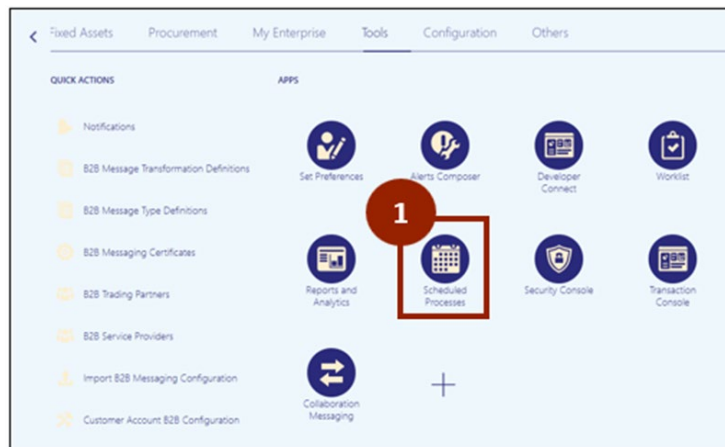 Fixed Assets Procurement My Enterprise Tools Configuration Others
QUICK ACTIONS
Notifications
B2B Message Transformation Definitions
B2B Message Type Definitions
B2B Messaging Certificates
B2B Trading Partners
B2B Service Providers
Import B2B Messaging Configuration
Customer Account B2B Configuration
APPS
Set Preferences
Alerts Composer
Developer
Connect
Worklist
1
Reports and
Analytics
Scheduled
Processes
Security Console
Transaction
Console
Collaboration
Messaging